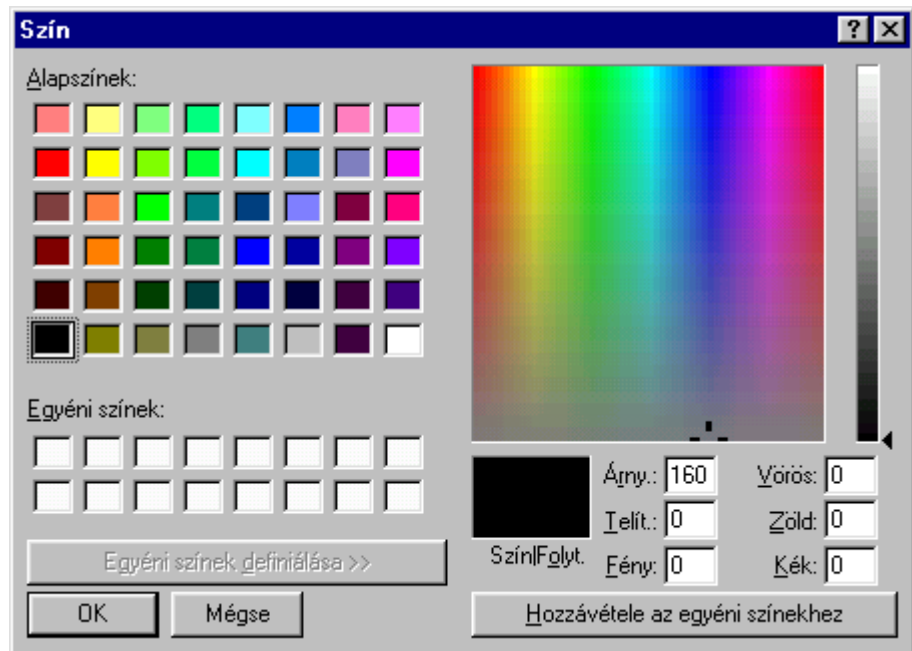 Szín
Alapszínek:
Egyéni színek:
Egyéni színek definiálása >>
OK Mégse
Árny.: 160 Vörös: 0
Telít.: 0 Zöld: 0
Szín|Folyt. Fény: 0 Kék: 0
Hozzávétele az egyéni színekhez